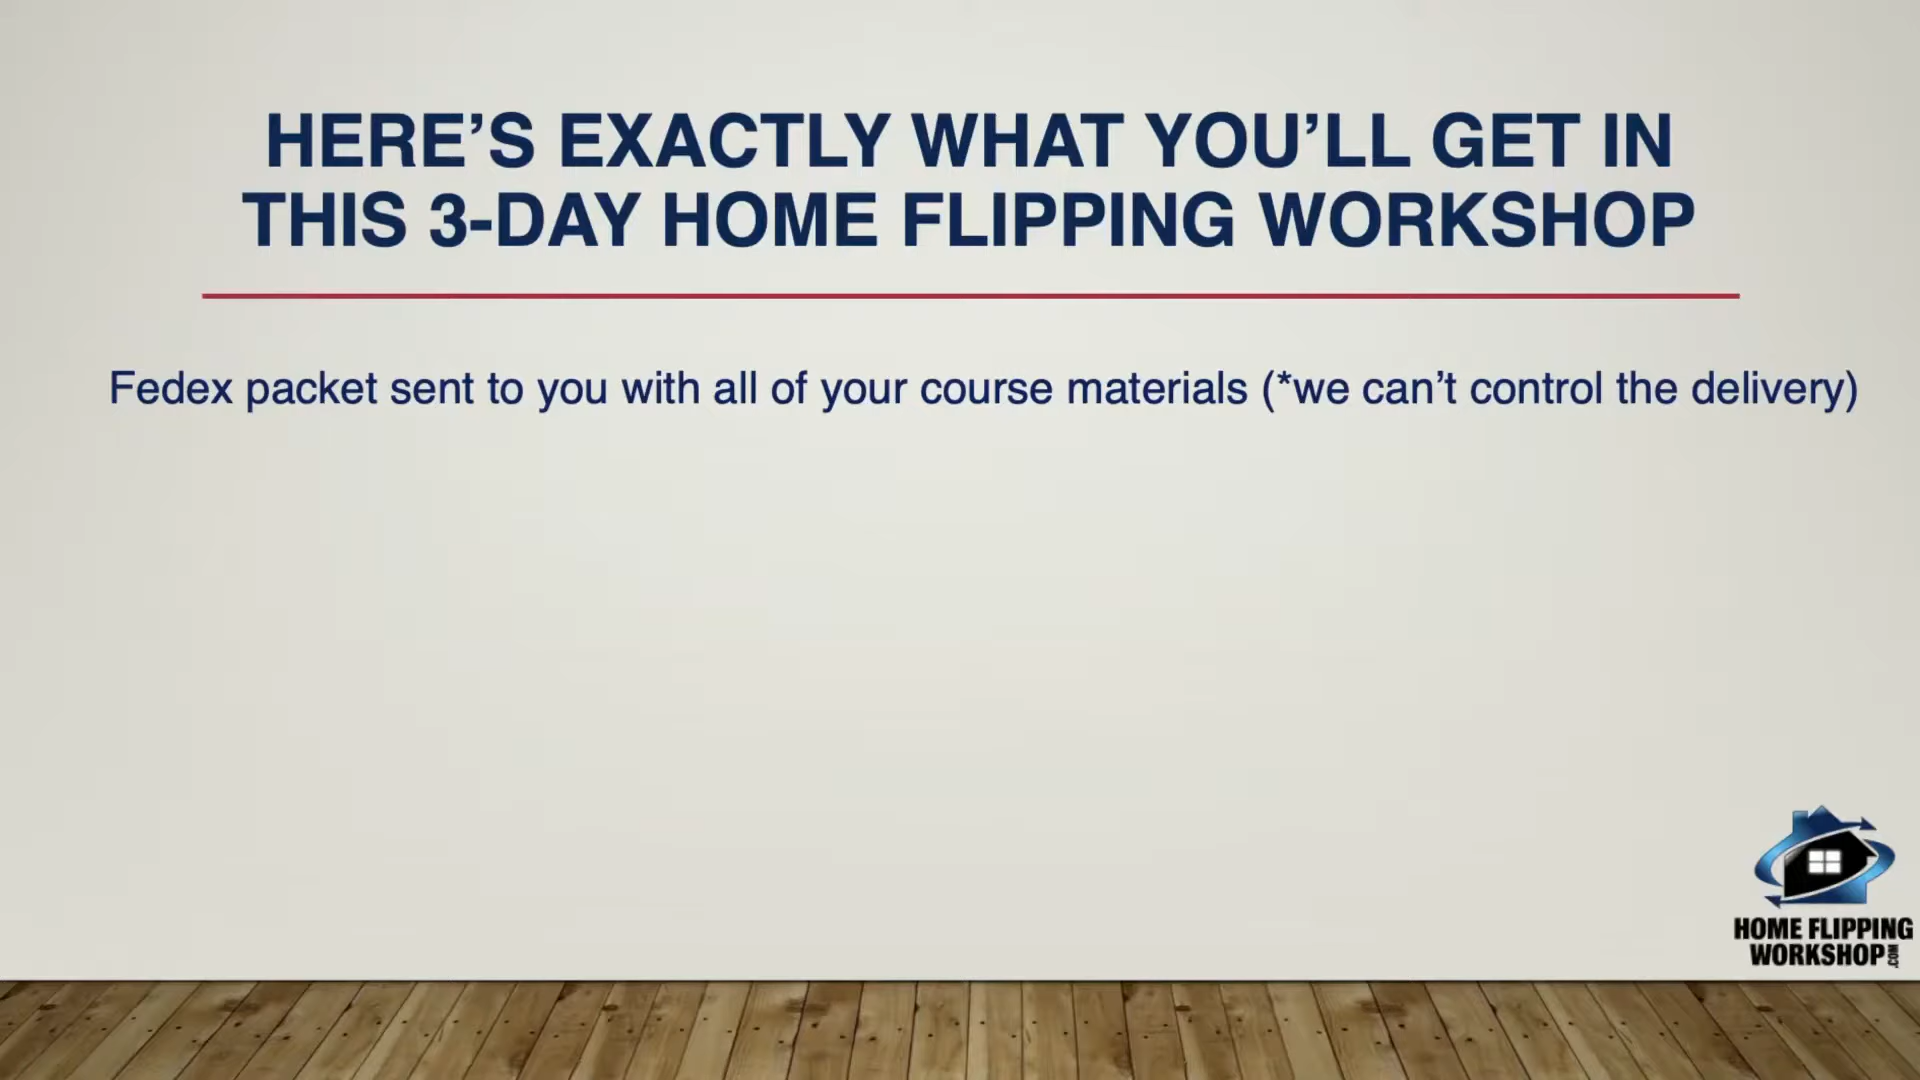 HERE’S EXACTLY WHAT YOU’LL GET IN
THIS 3-DAY HOME FLIPPING WORKSHOP
Fedex packet sent to you with all of your course materials (*we can’t control the delivery)
HOME FLIPPING
WORKSHOP.COM